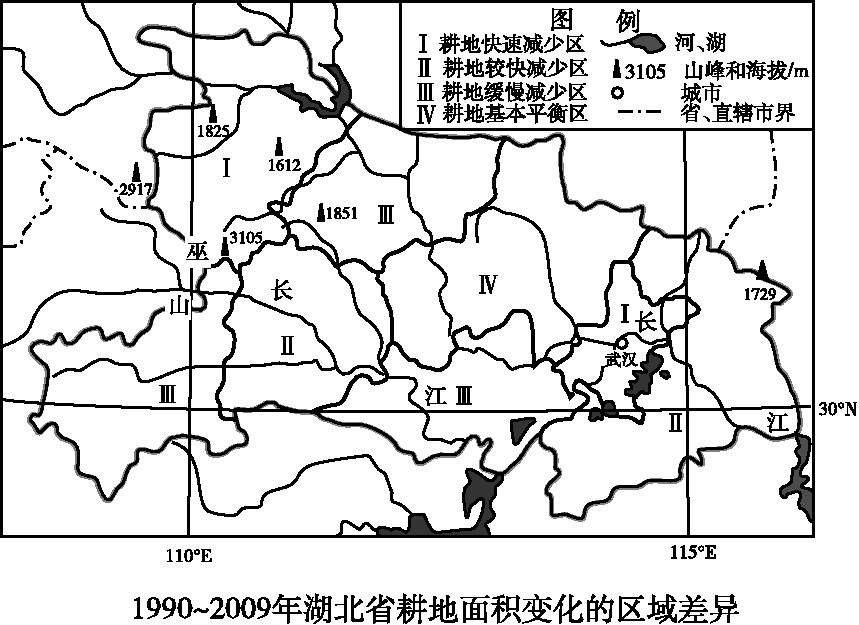 图 例
Ⅰ 耕地快速减少区
河、湖
Ⅱ 耕地较快减少区
3105 山峰和海拔/m
Ⅲ 耕地缓慢减少区
城市
Ⅳ 耕地基本平衡区
省、直辖市界
1825
1612
Ⅰ
2917
1851
Ⅲ
3105
巫
山
长
Ⅳ
1729
Ⅰ
长
武汉
Ⅱ
Ⅲ
江
Ⅲ
Ⅱ
江
30°N
110°E
115°E
1990~2009年湖北省耕地面积变化的区域差异